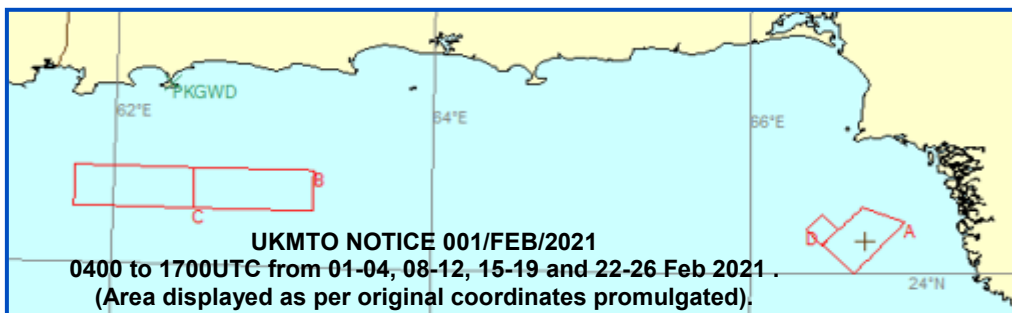 PKGWD
62°E
64°E
66°E
B
C
D
A
UKMTO NOTICE 001/FEB/2021
0400 to 1700UTC from 01-04, 08-12, 15-19 and 22-26 Feb 2021 .
24°N
(Area displayed as per original coordinates promulgated).